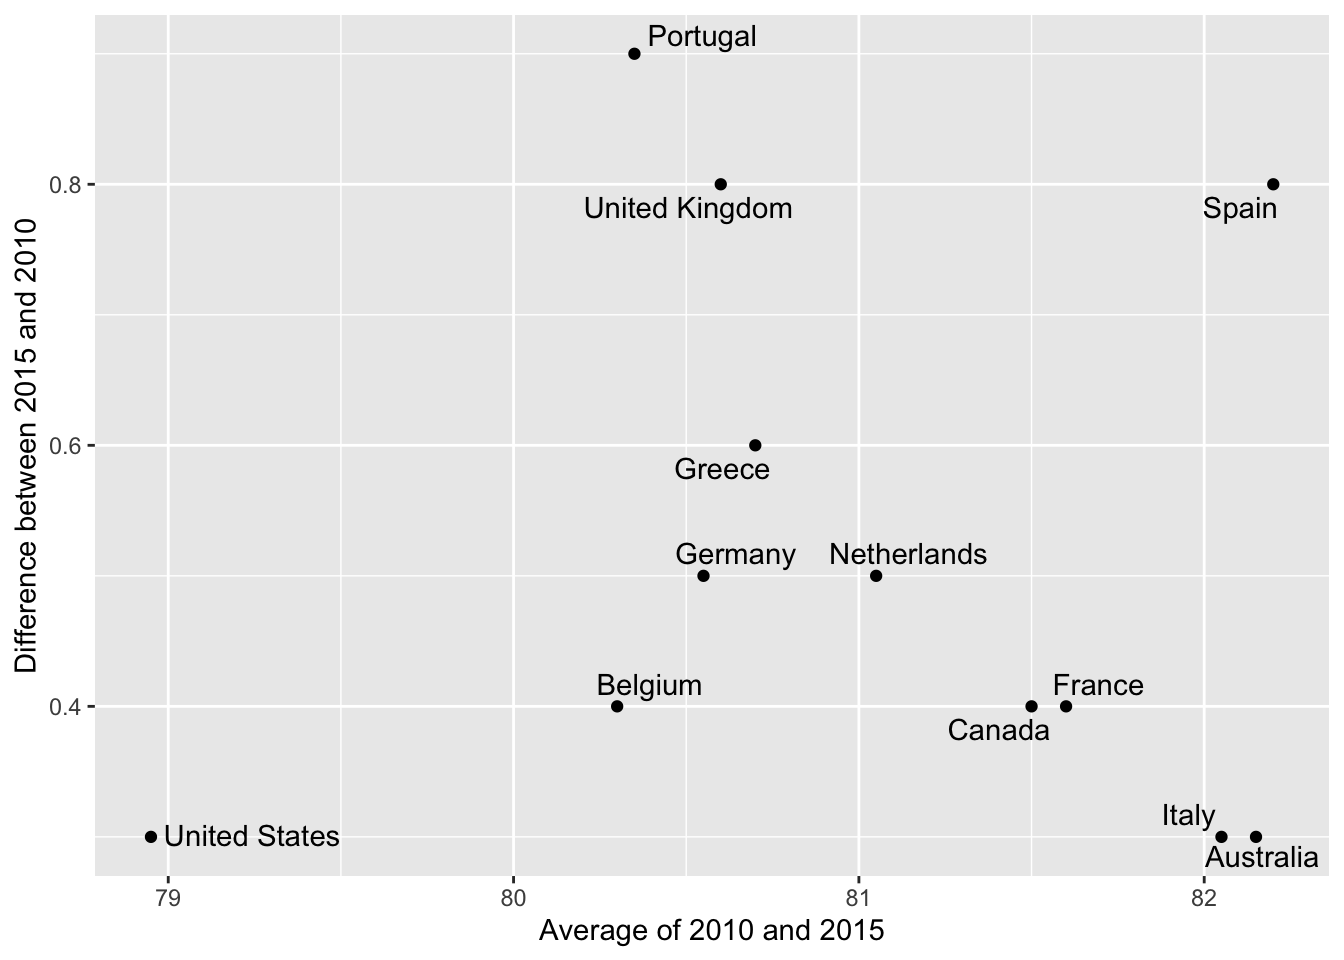 Portugal
0.8
United Kingdom
Spain
Difference between 2015 and 2010
0.6
Greece
Germany
Netherlands
Belgium
France
0.4
Canada
Italy
United States
Australia
79
80
81
82
Average of 2010 and 2015